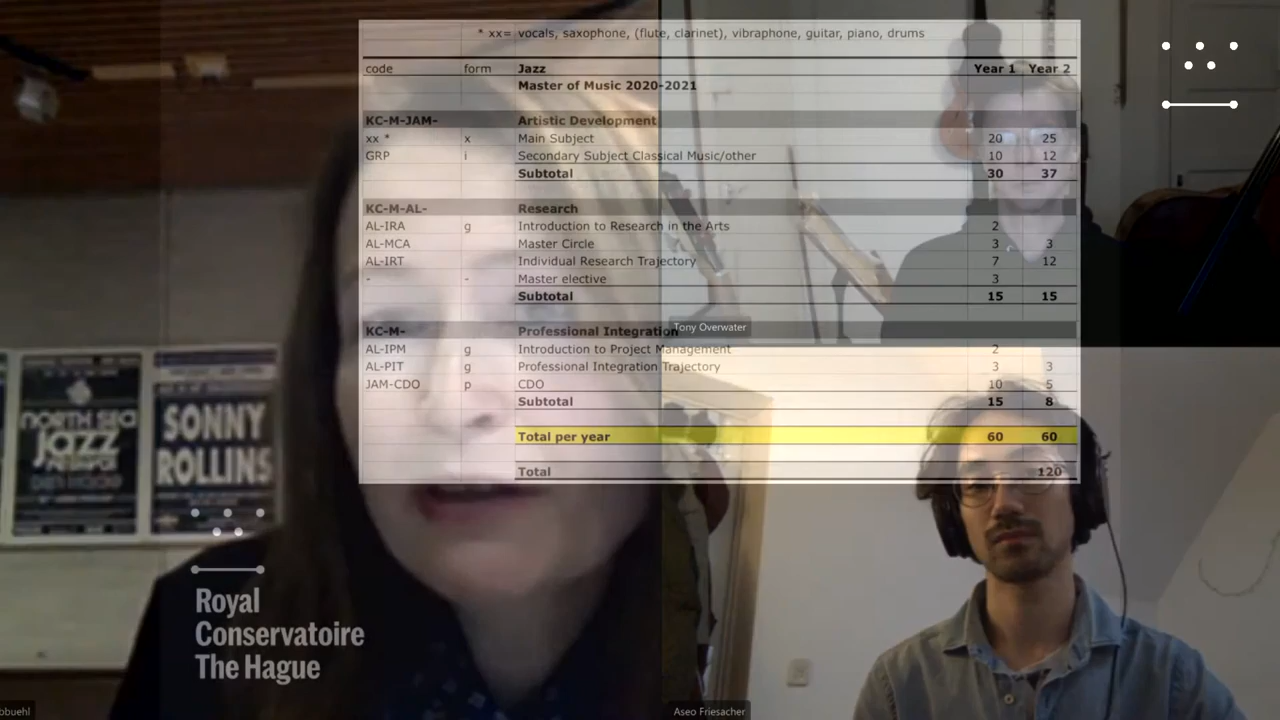 * xx= vocals, saxophone, (flute, clarinet), vibraphone, guitar, piano, drums
code form Jazz Year 1 Year 2
Master of Music 2020-2021
KC-M-JAM- Artistic Development
xx * x Main Subject 20 25
GRP i Secondary Subject Classical Music/other 10 12
Subtotal 30 37
KC-M-AL- Research
AL-IRA g Introduction to Research in the Arts 2
AL-MCA Master Circle 3 3
AL-IRT Individual Research Trajectory 7 12
- - Master elective 3
Subtotal 15 15
KC-M- Professional Integration
AL-IPM g Introduction to Project Management 2
AL-PIT g Professional Integration Trajectory 3 3
JAM-CDO p CDO 10 5
Subtotal 15 8
Total per year 60 60
Total 120
Tony Overwater
NORTH SEA
jazz
SONNY
ROLLINS
Royal
Conservatoire
The Hague
bbuehl
Aseo Friesacher